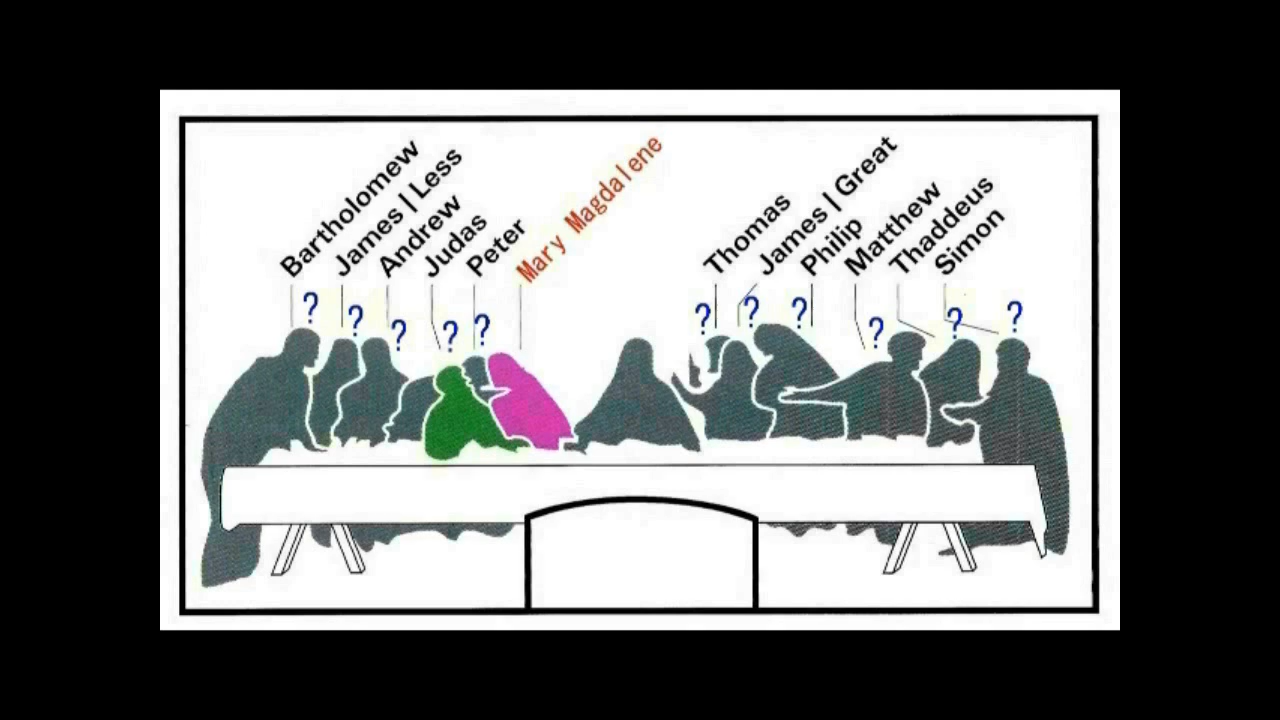 Bartholomew
James | Less
Andrew
Judas
Peter
Mary Magdalene
Thomas
James | Great
Philip
Matthew
Thaddeus
Simon
?
?
?
?
?
?
?
?
?
?
?